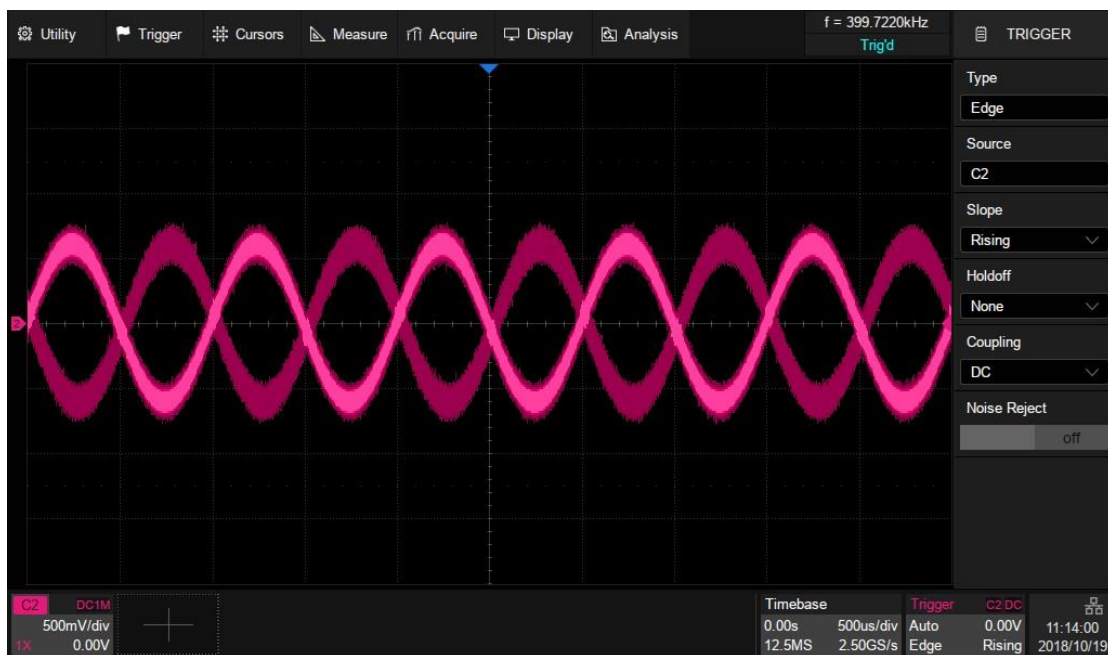 Utility Trigger Cursors Measure Acquire Display Analysis
f = 399.7220kHz
Trig'd
TRIGGER
Type
Edge
Source
C2
Slope
Rising
Holdoff
None
Coupling
DC
Noise Reject
off
2
C2 DC1M
500mV/div
1X 0.00V
Timebase
0.00s 500us/div
12.5MS 2.50GS/s
Trigger C2 DC
Auto 0.00V
Edge Rising
11:14:00
2018/10/19